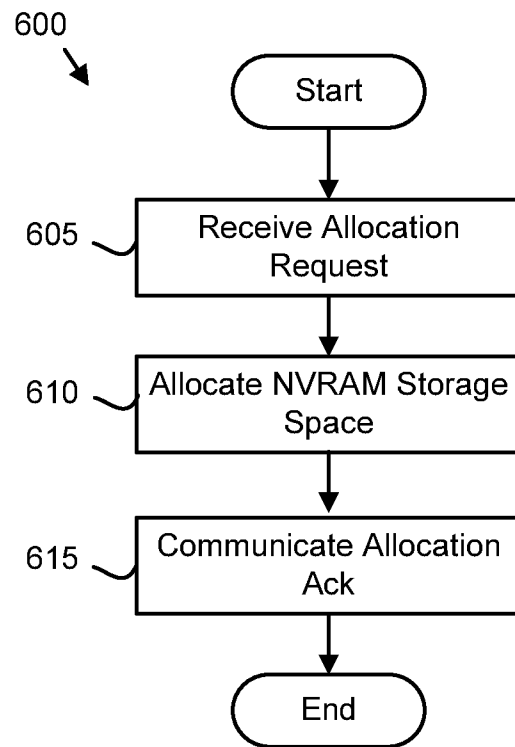 600
Start
605
Receive Allocation
Request
610
Allocate NVRAM Storage
Space
615
Communicate Allocation
Ack
End